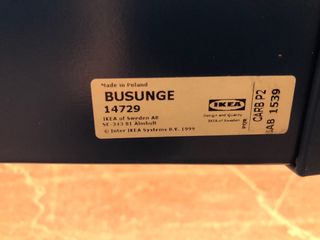 Made in Poland
BUSUNGE
14729
IKEA of Sweden AB
SE-343 81 Älmhult
© Inter IKEA Systems B.V. 1999
IKEA
Design and Quality
IKEA of Sweden
CARB P2
1539